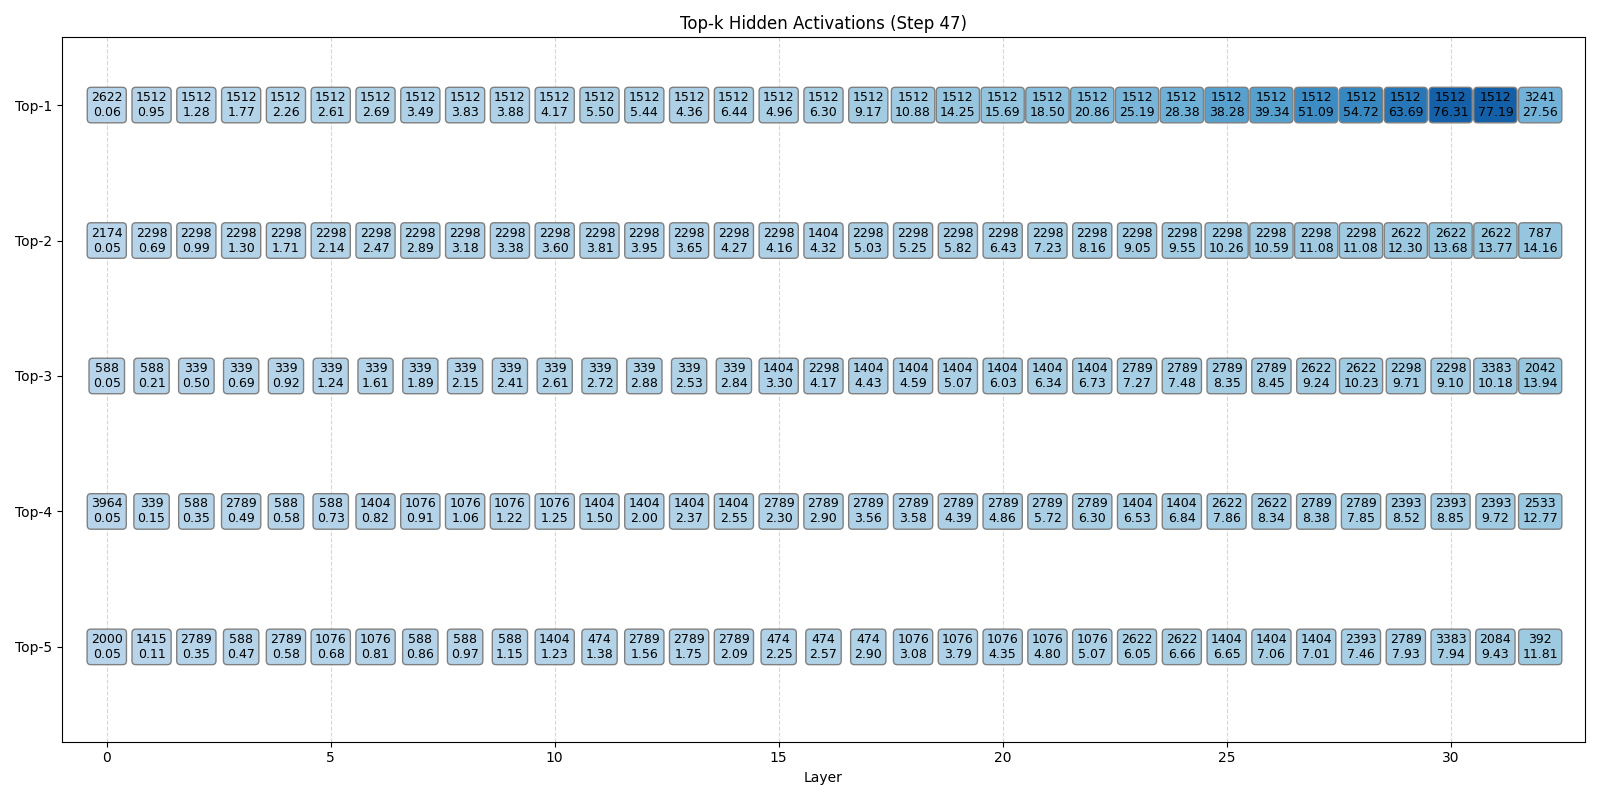 Top-k Hidden Activations (Step 47)
Top-1
2622 1512 1512 1512 1512 1512 1512 1512 1512 1512 1512 1512 1512 1512 1512 1512 1512 1512 1512 1512 1512 1512 1512 1512 1512 1512 1512 1512 1512 1512 1512 1512 3241
0.06 0.95 1.28 1.77 2.26 2.61 2.69 3.49 3.83 3.88 4.17 5.50 5.44 4.36 6.44 4.96 6.30 9.17 10.88 14.25 15.69 18.50 20.86 25.19 28.38 38.28 39.34 51.09 54.72 63.69 76.31 77.19 27.56
Top-2
2174 2298 2298 2298 2298 2298 2298 2298 2298 2298 2298 2298 2298 2298 2298 2298 1404 2298 2298 2298 2298 2298 2298 2298 2298 2298 2298 2298 2298 2622 2622 2622 787
0.05 0.69 0.99 1.30 1.71 2.14 2.47 2.89 3.18 3.38 3.60 3.81 3.95 3.65 4.27 4.16 4.32 5.03 5.25 5.82 6.43 7.23 8.16 9.05 9.55 10.26 10.59 11.08 11.08 12.30 13.68 13.77 14.16
Top-3
588 588 339 339 339 339 339 339 339 339 339 339 339 339 339 1404 2298 1404 1404 1404 1404 1404 1404 2789 2789 2789 2789 2622 2622 2298 2298 3383 2042
0.05 0.21 0.50 0.69 0.92 1.24 1.61 1.89 2.15 2.41 2.61 2.72 2.88 2.53 2.84 3.30 4.17 4.43 4.59 5.07 6.03 6.34 6.73 7.27 7.48 8.35 8.45 9.24 10.23 9.71 9.10 10.18 13.94
Top-4
3964 339 588 2789 588 588 1404 1076 1076 1076 1076 1404 1404 1404 1404 2789 2789 2789 2789 2789 2789 2789 2789 1404 1404 2622 2622 2789 2789 2393 2393 2393 2533
0.05 0.15 0.35 0.49 0.58 0.73 0.82 0.91 1.06 1.22 1.25 1.50 2.00 2.37 2.55 2.30 2.90 3.56 3.58 4.39 4.86 5.72 6.30 6.53 6.84 7.86 8.34 8.38 7.85 8.52 8.85 9.72 12.77
Top-5
2000 1415 2789 588 2789 1076 1076 588 588 588 1404 474 2789 2789 2789 474 474 474 1076 1076 1076 1076 1076 2622 2622 1404 1404 1404 2393 2789 3383 2084 392
0.05 0.11 0.35 0.47 0.58 0.68 0.81 0.86 0.97 1.15 1.23 1.38 1.56 1.75 2.09 2.25 2.57 2.90 3.08 3.79 4.35 4.80 5.07 6.05 6.66 6.65 7.06 7.01 7.46 7.93 7.94 9.43 11.81
0 5 10 15 20 25 30
Layer